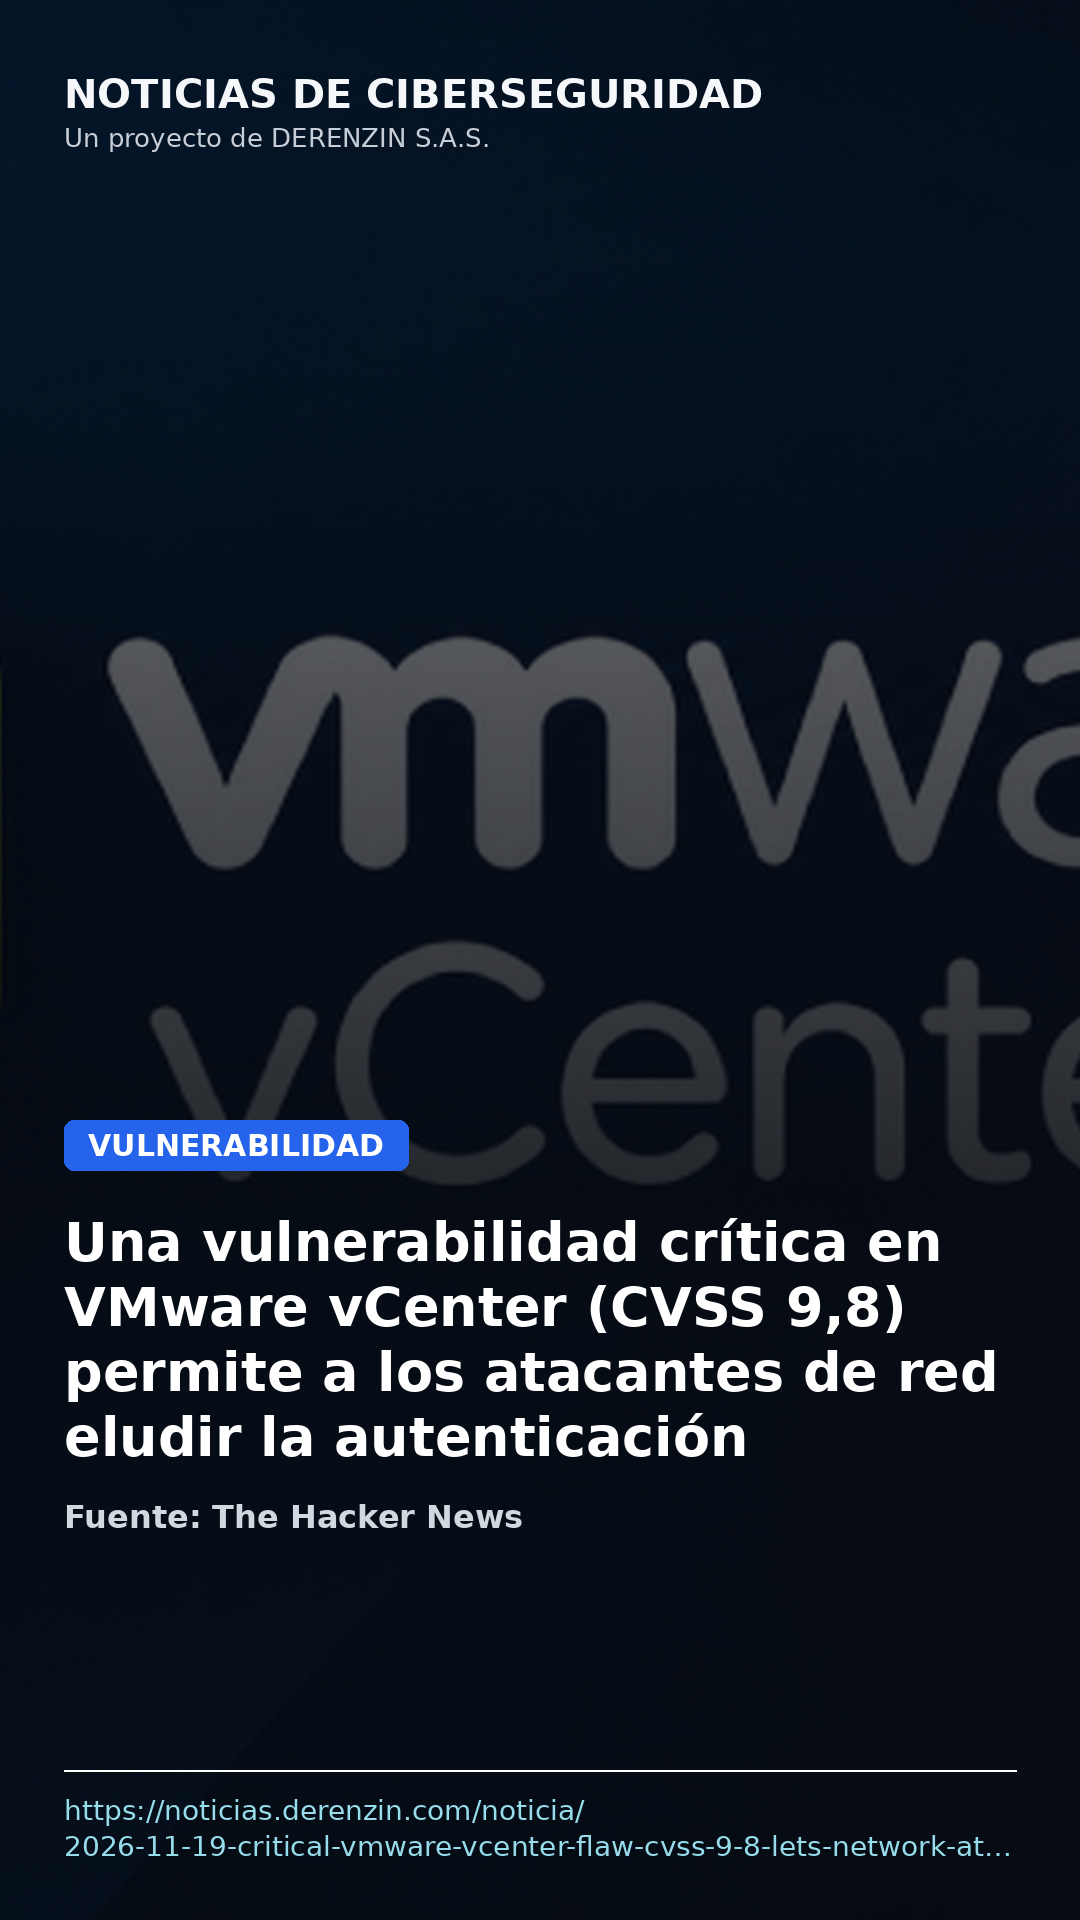 NOTICIAS DE CIBERSEGURIDAD
Un proyecto de DERENZIN S.A.S.
vmwa
vCente
VULNERABILIDAD
Una vulnerabilidad crítica en
VMware vCenter (CVSS 9,8)
permite a los atacantes de red
eludir la autenticación
Fuente: The Hacker News
https://noticias.derenzin.com/noticia/
2026-11-19-critical-vmware-vcenter-flaw-cvss-9-8-lets-network-at…